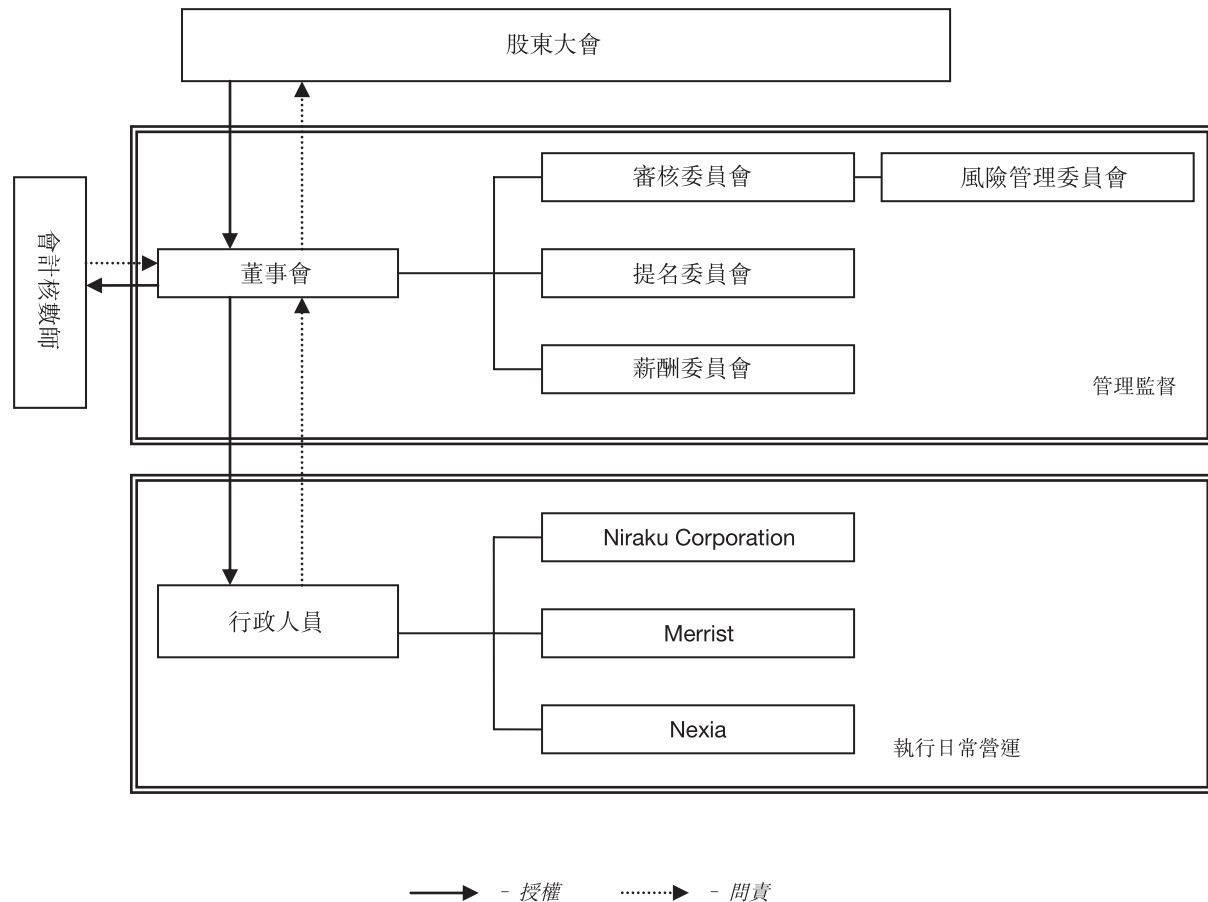 股東大會
審核委員會
風險管理委員會
會計核數師
董事會
提名委員會
薪酬委員會
管理監督
Niraku Corporation
行政人員
Merrist
Nexia
執行日常營運
– 授權
– 問責